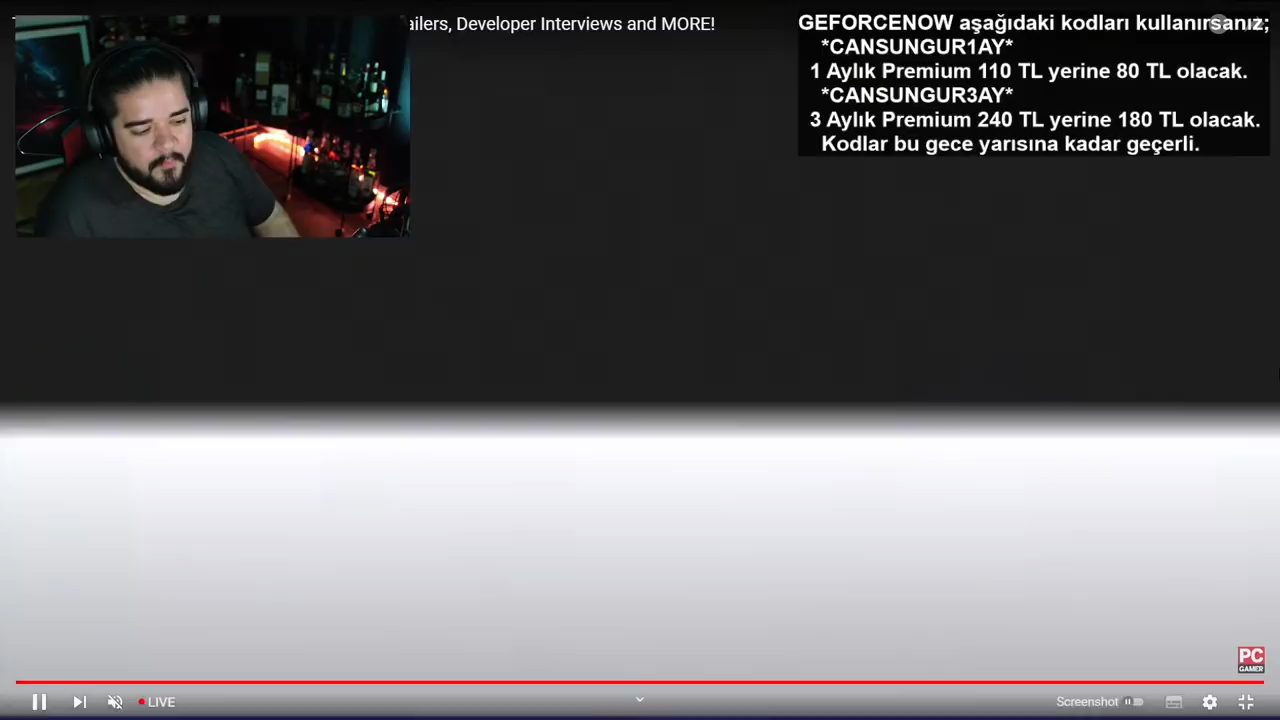 ailers, Developer Interviews and MORE!
GEFORCENOW aşağıdaki kodları kullanırsanız;
*CANSUNGUR1AY*
1 Aylık Premium 110 TL yerine 80 TL olacak.
*CANSUNGUR3AY*
3 Aylık Premium 240 TL yerine 180 TL olacak.
Kodlar bu gece yarısına kadar geçerli.
PC
GAMER
LIVE
Screenshot